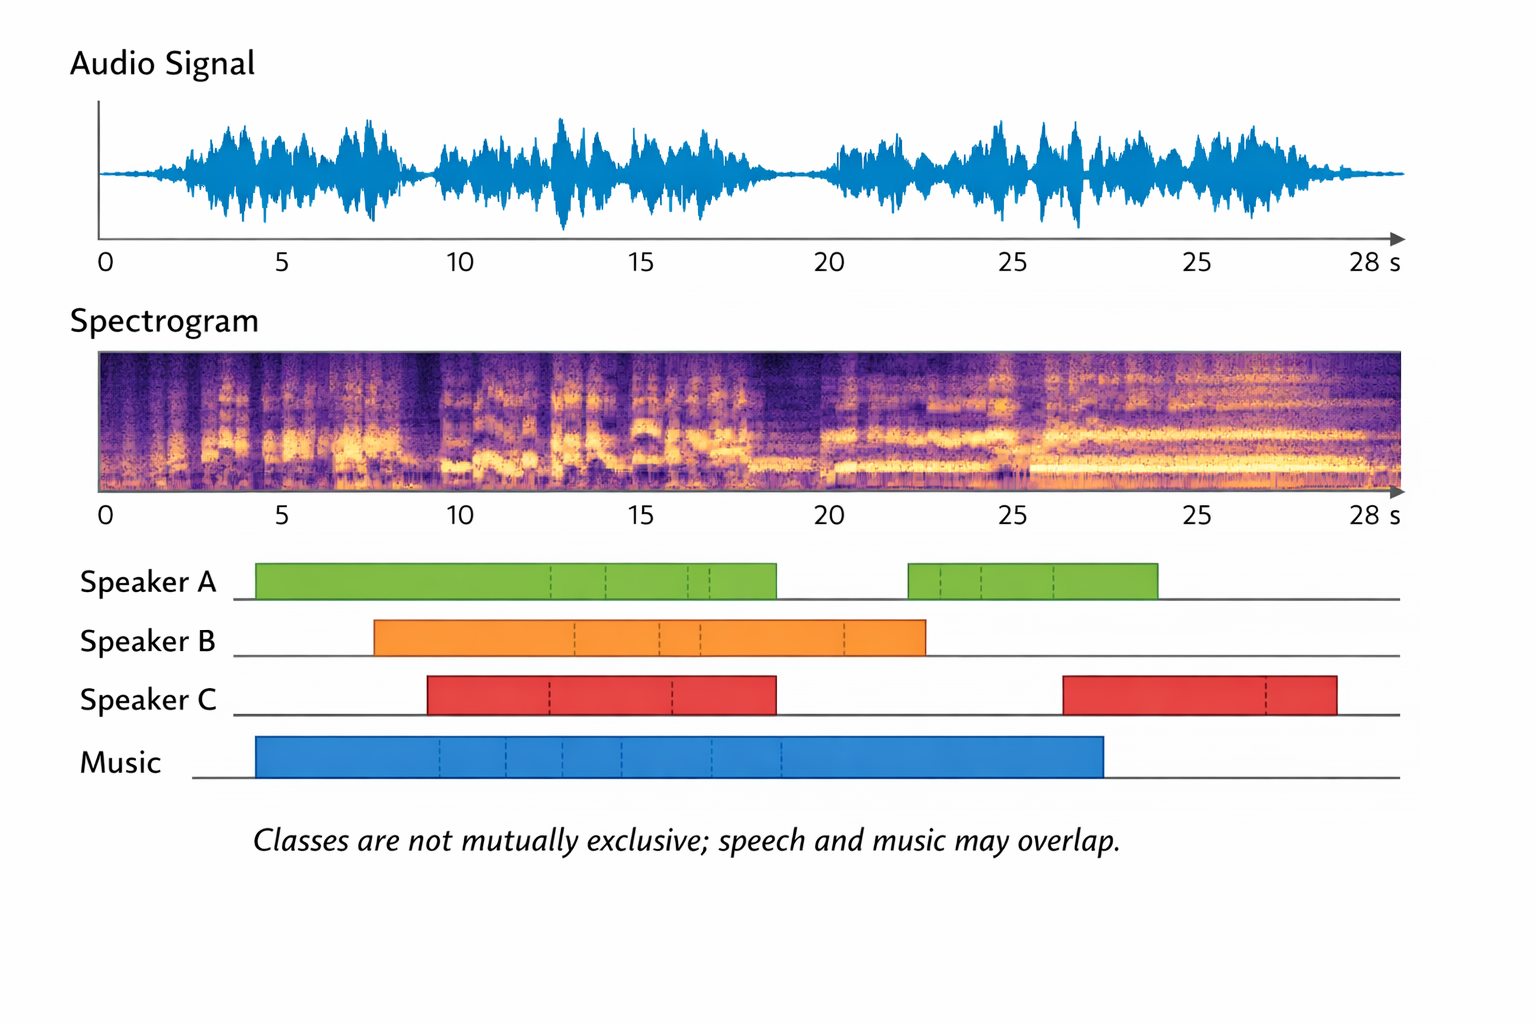 Audio Signal
0 5 10 15 20 25 25 28 s
Spectrogram
0 5 10 15 20 25 25 28 s
Speaker A
Speaker B
Speaker C
Music
Classes are not mutually exclusive; speech and music may overlap.